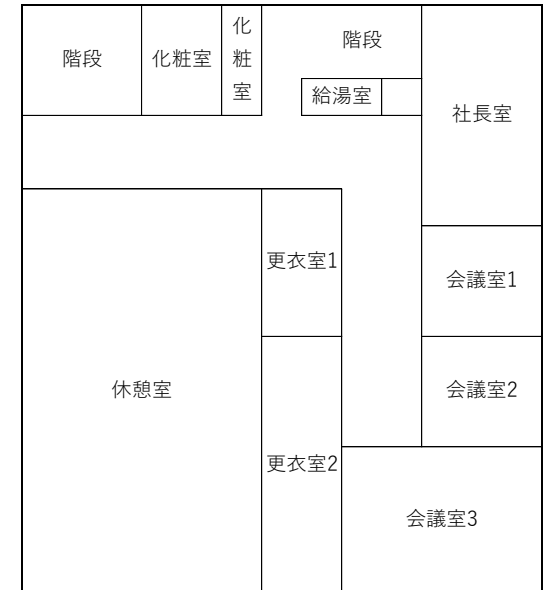 階段
化粧室
化粧室
階段
給湯室
社長室
更衣室1
会議室1
休憩室
会議室2
更衣室2
会議室3